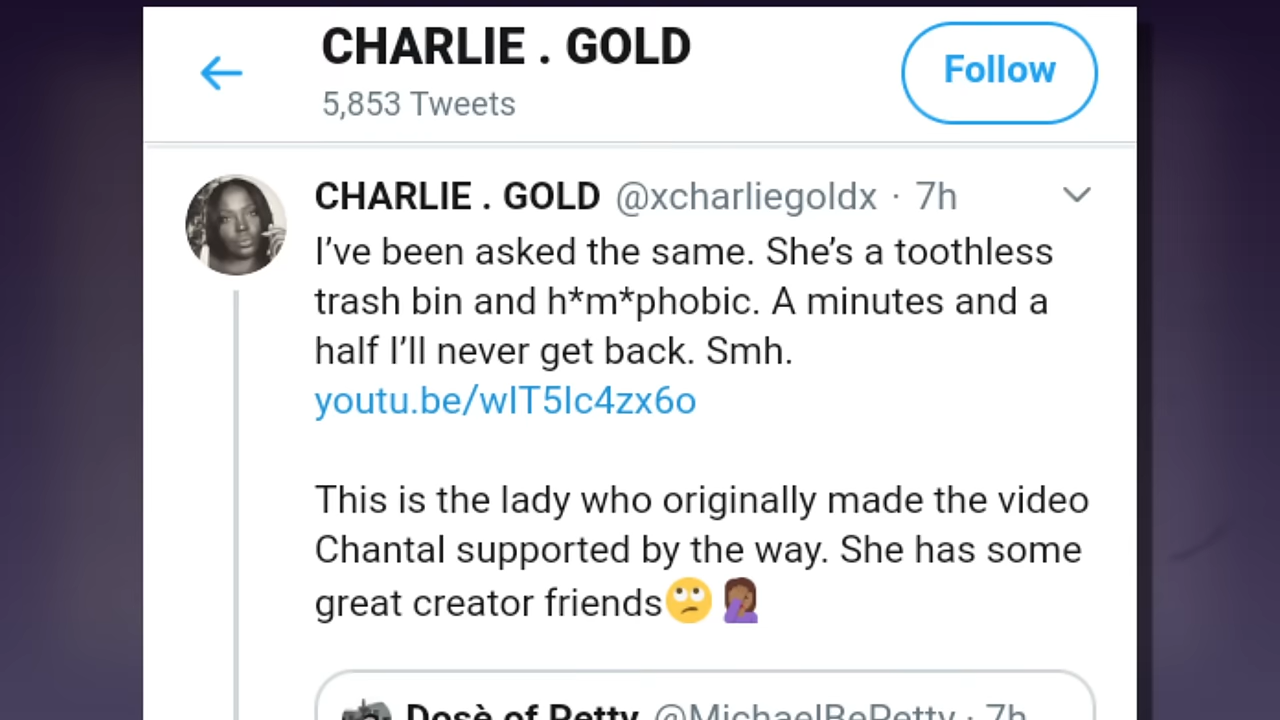 CHARLIE . GOLD
5,853 Tweets
Follow
CHARLIE . GOLD @xcharliegoldx · 7h
I’ve been asked the same. She’s a toothless
trash bin and h*m*phobic. A minutes and a
half I’ll never get back. Smh.
youtu.be/wlT5lc4zx6o
This is the lady who originally made the video
Chantal supported by the way. She has some
great creator friends🙄🤦🏾‍♀️
Dosè of Petty @MichaelBePetty · 7h